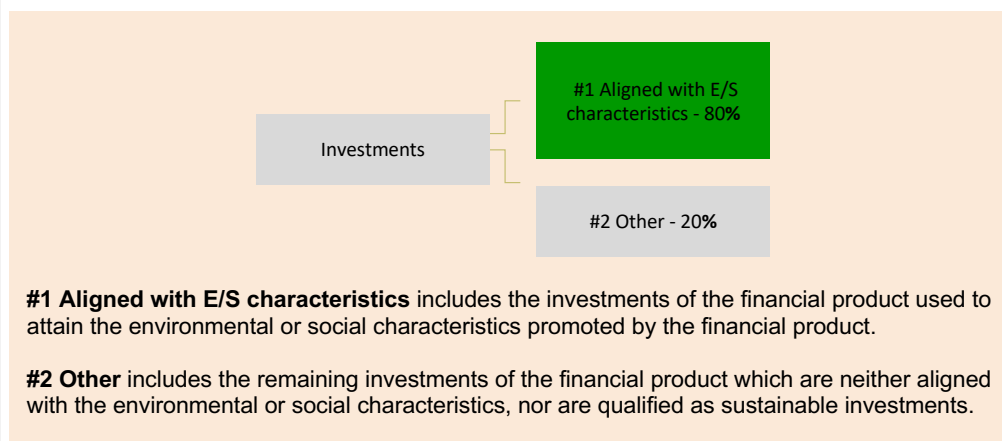 #1 Aligned with E/S
characteristics - 80%
Investments
#2 Other - 20%
#1 Aligned with E/S characteristics includes the investments of the financial product used to
attain the environmental or social characteristics promoted by the financial product.
#2 Other includes the remaining investments of the financial product which are neither aligned
with the environmental or social characteristics, nor are qualified as sustainable investments.